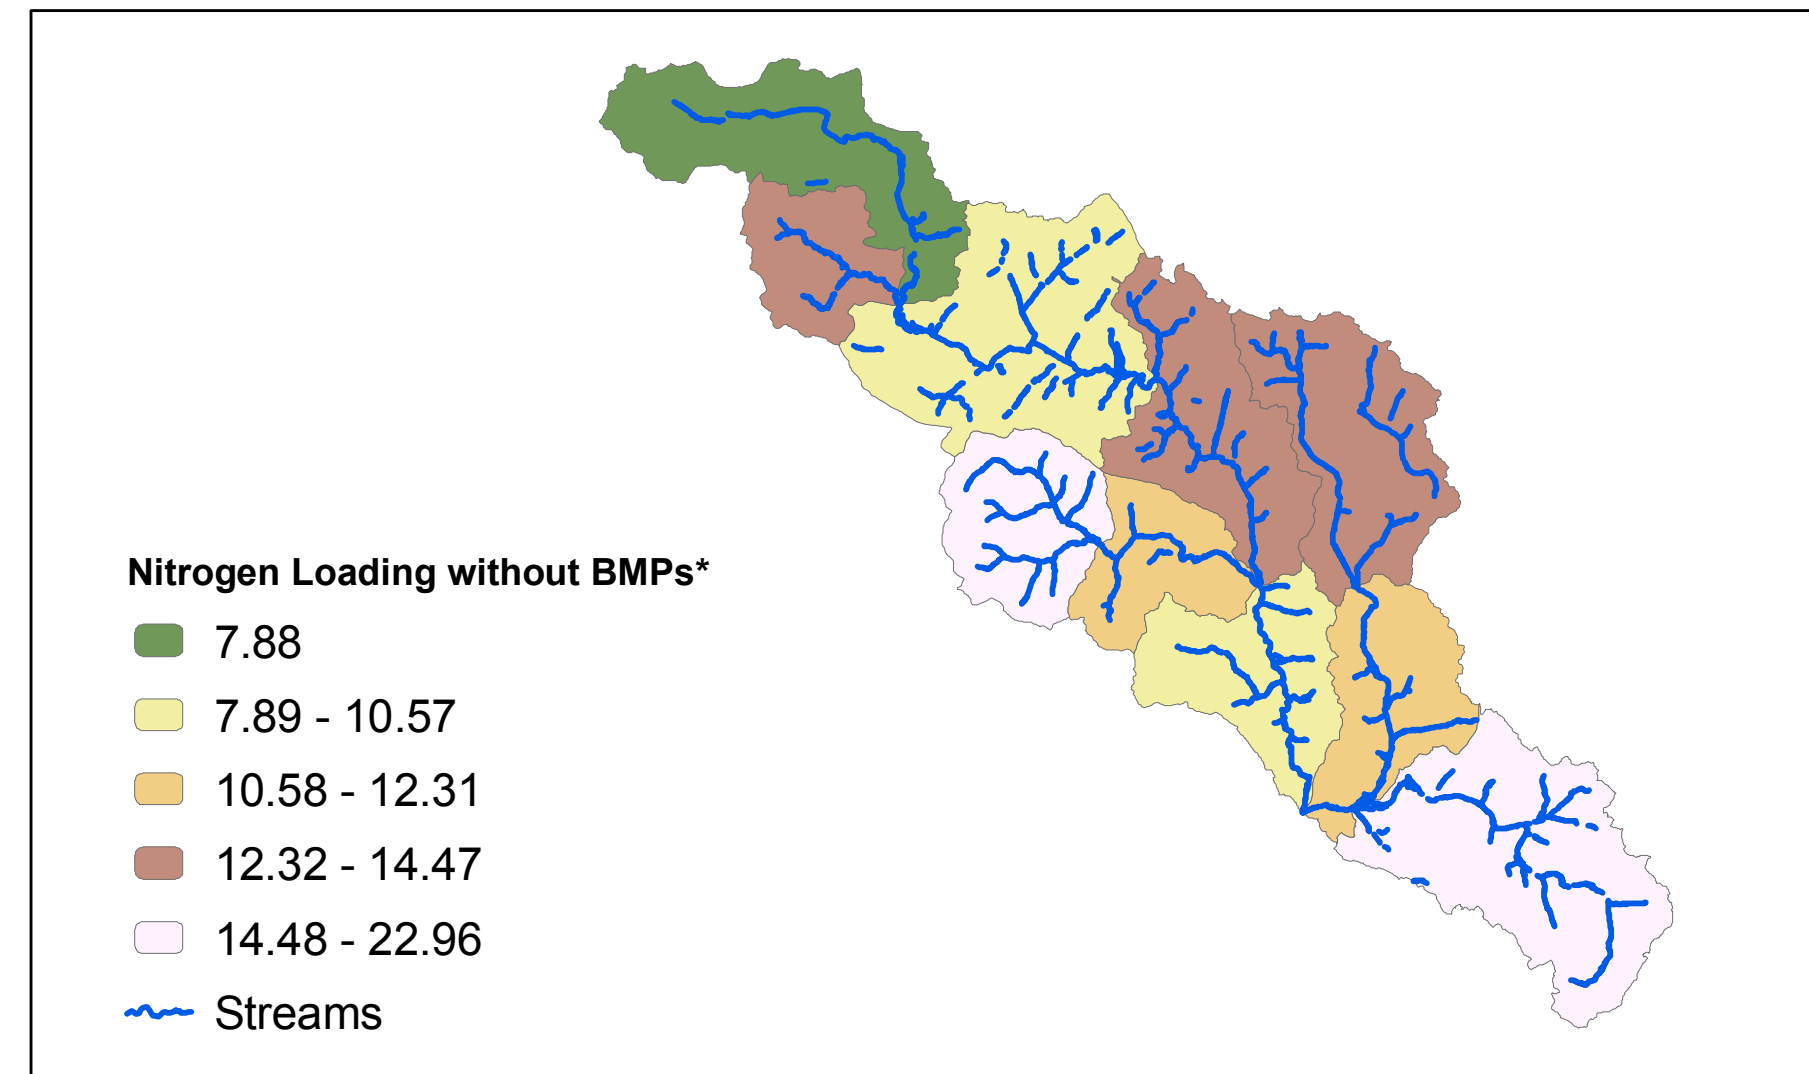 Nitrogen Loading without BMPs*
7.88
7.89 - 10.57
10.58 - 12.31
12.32 - 14.47
14.48 - 22.96
Streams